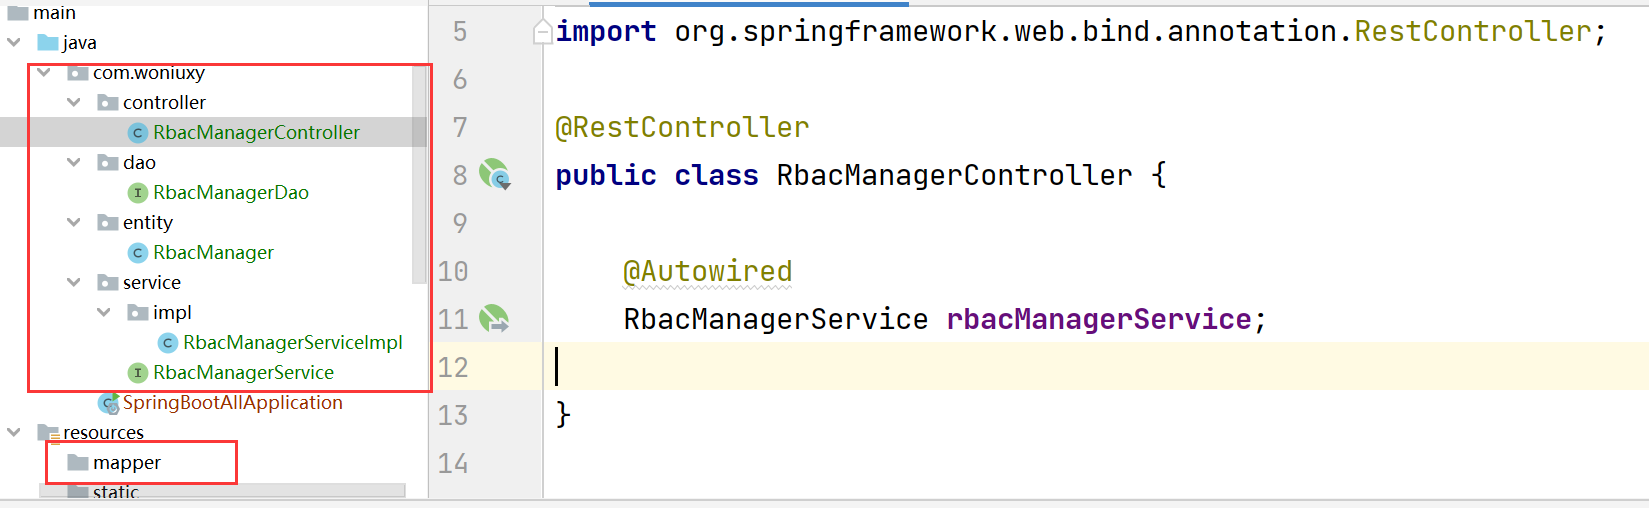 main
java
com.woniuxy
controller
RbacManagerController
dao
RbacManagerDao
entity
RbacManager
service
impl
RbacManagerServiceImpl
RbacManagerService
SpringBootAllApplication
resources
mapper
static
5 import org.springframework.web.bind.annotation.RestController;
6
7 @RestController
8 public class RbacManagerController {
9
10 @Autowired
11 RbacManagerService rbacManagerService;
12
13 }
14